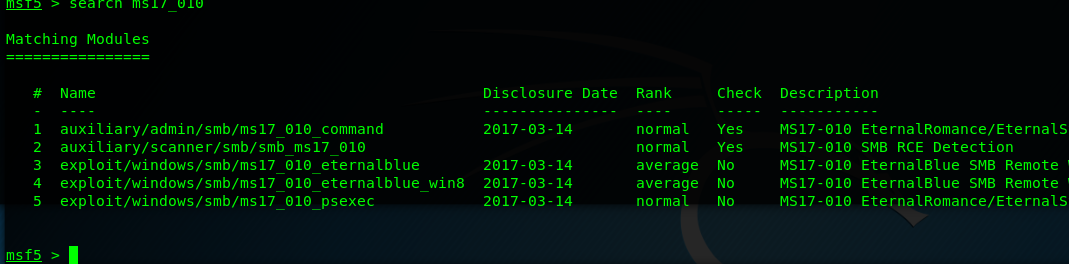 msf5 > search ms17_010
Matching Modules
================
# Name Disclosure Date Rank Check Description
- ---- --------------- ---- ----- -----------
1 auxiliary/admin/smb/ms17_010_command 2017-03-14 normal Yes MS17-010 EternalRomance/EternalS
2 auxiliary/scanner/smb/smb_ms17_010 normal Yes MS17-010 SMB RCE Detection
3 exploit/windows/smb/ms17_010_eternalblue 2017-03-14 average No MS17-010 EternalBlue SMB Remote
4 exploit/windows/smb/ms17_010_eternalblue_win8 2017-03-14 average No MS17-010 EternalBlue SMB Remote
5 exploit/windows/smb/ms17_010_psexec 2017-03-14 normal No MS17-010 EternalRomance/EternalS
msf5 >